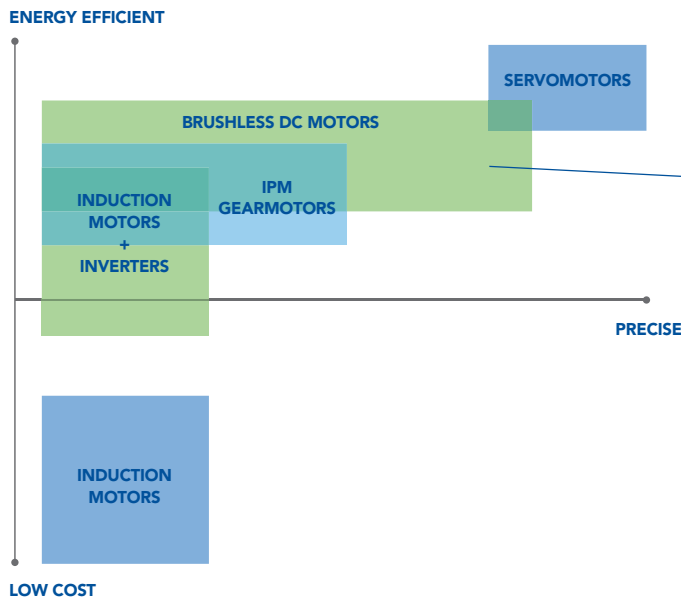 ENERGY EFFICIENT
SERVOMOTORS
BRUSHLESS DC MOTORS
INDUCTION
MOTORS
+
INVERTERS
IPM
GEARMOTORS
PRECISE
INDUCTION
MOTORS
LOW COST